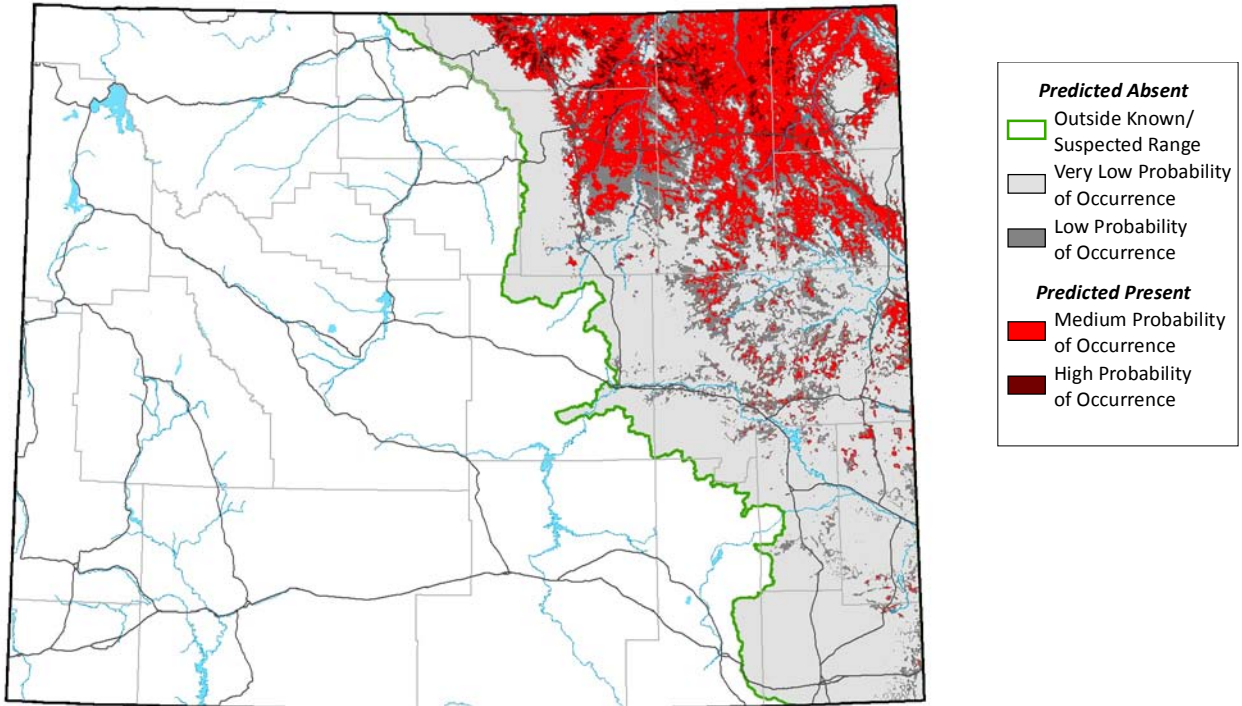 Predicted Absent
Outside Known/
Suspected Range
Very Low Probability
of Occurrence
Low Probability
of Occurrence
Predicted Present
Medium Probability
of Occurrence
High Probability
of Occurrence